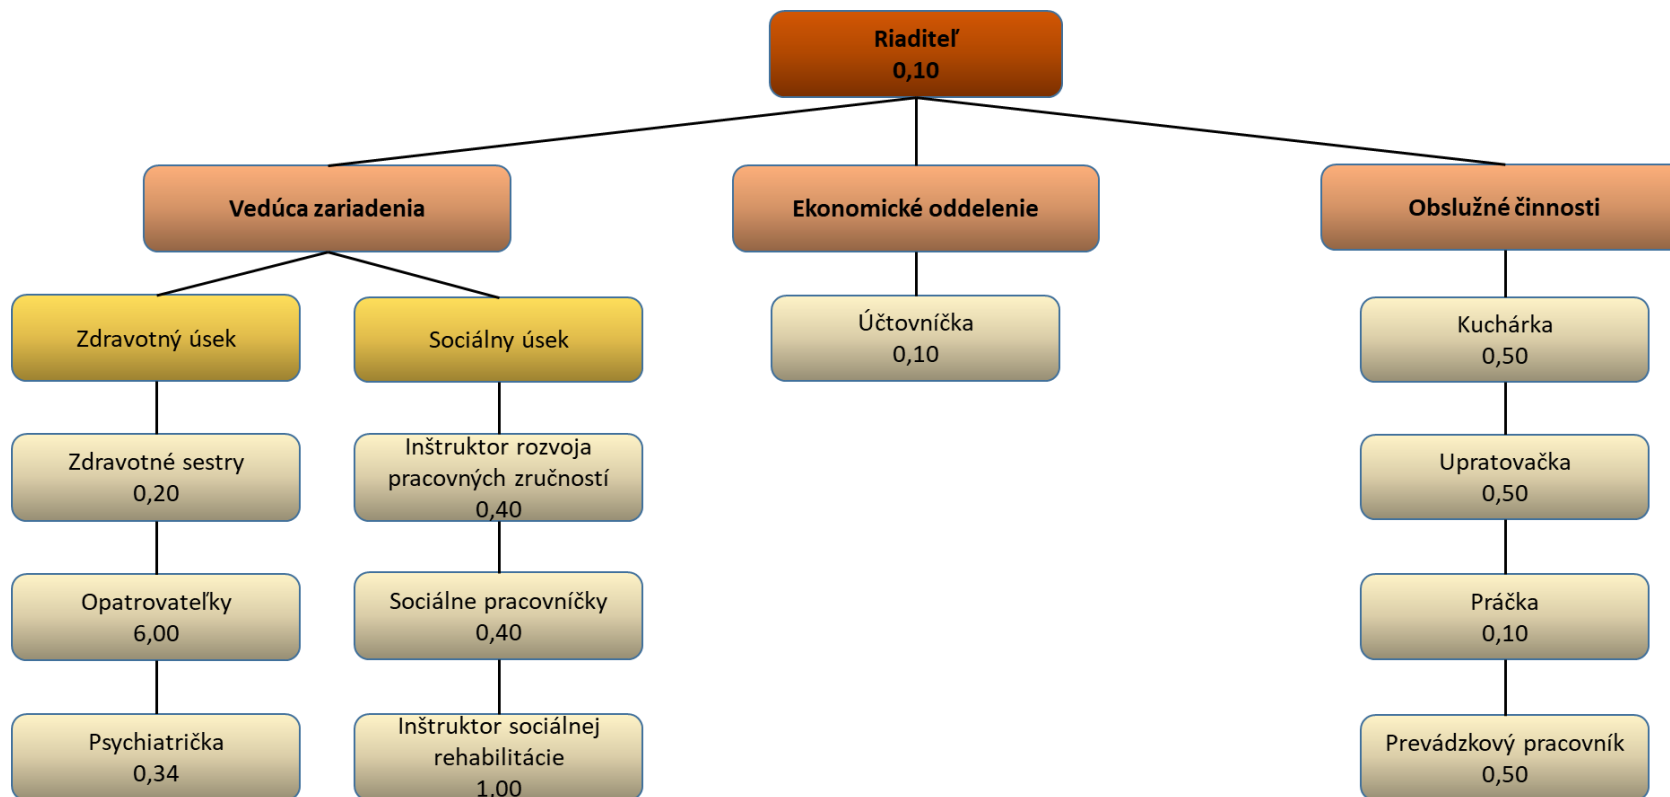 Riaditeľ
0,10
Vedúca zariadenia
Ekonomické oddelenie
Obslužné činnosti
Zdravotný úsek
Sociálny úsek
Účtovníčka
0,10
Kuchárka
0,50
Zdravotné sestry
0,20
Inštruktor rozvoja
pracovných zručností
0,40
Upratovačka
0,50
Opatrovateľky
6,00
Sociálne pracovníčky
0,40
Práčka
0,10
Psychiatrička
0,34
Inštruktor sociálnej
rehabilitácie
1,00
Prevádzkový pracovník
0,50